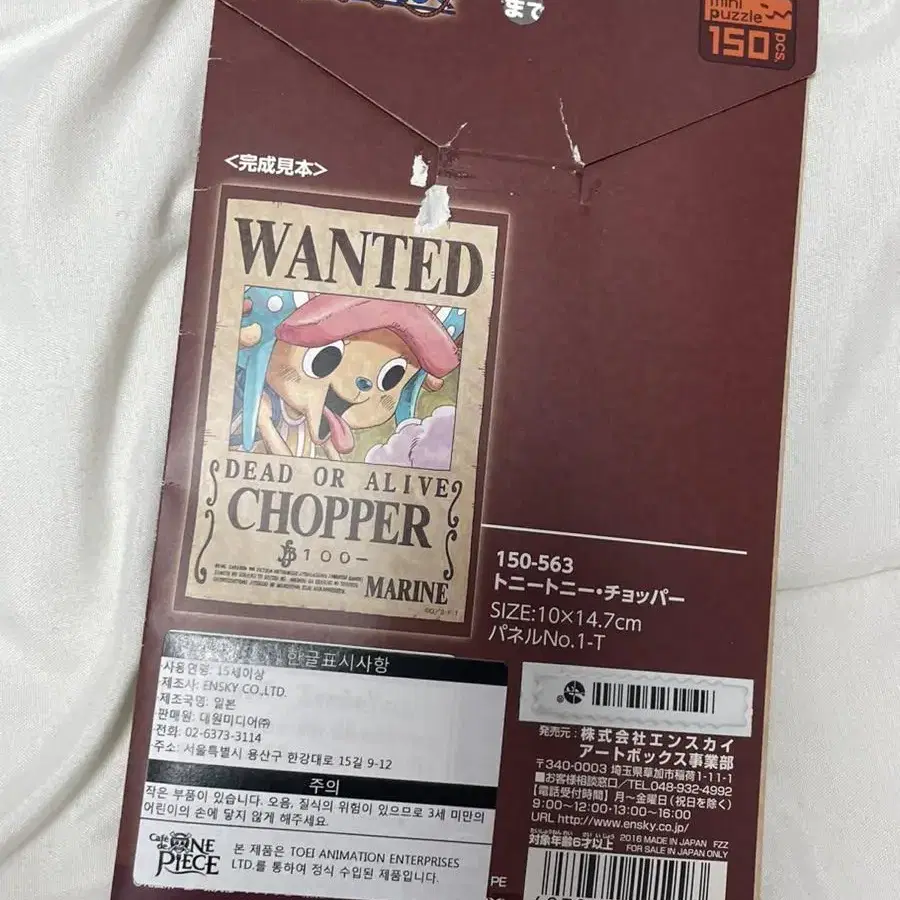 まで
mini
puzzle
150 pcs.
<完成見本>
WANTED
DEAD OR ALIVE
CHOPPER
฿100-
MARINE
150-563
トニートニー・チョッパー
SIZE:10×14.7cm
パネルNo.1-T
한글표시사항
사용연령: 15세이상
·제조사: ENSKY CO.,LTD.
·제조국명: 일본
·판매원: 대원미디어㈜
·전화: 02-6373-3114
·주소: 서울특별시 용산구 한강대로 15길 9-12
주의
작은 부품이 있습니다. 오음, 질식의 위험이 있으므로 3세 미만의
어린이의 손에 닿지 않게 해주세요.
Café de ONE PIECE
본 제품은 TOEI ANIMATION ENTERPRISES
LTD.를 통하여 정식 수입된 제품입니다.
発売元: 株式会社エンスカイ
アートボックス事業部
〒340-0003 埼玉県草加市稲荷1-11-1
■お客様相談窓口/TEL 048-932-4992
【電話受付時間】月~金曜日(祝日を除く)
9:00~12:00・13:00~16:00
URL http://www.ensky.co.jp/
対象年齢6才以上
2016 MADE IN JAPAN FZZ
FOR SALE IN JAPAN ONLY
PE